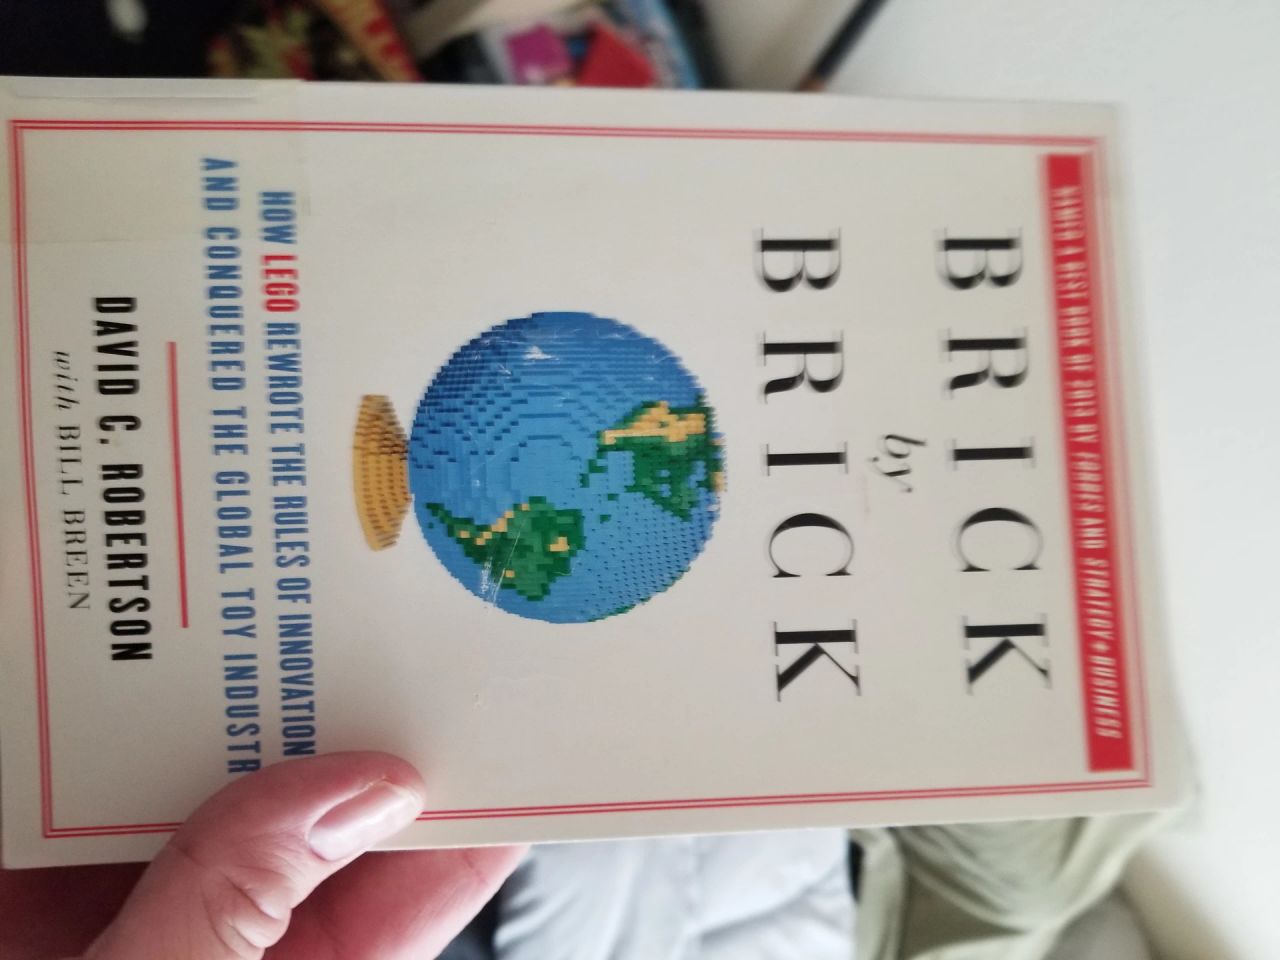 NAMED A BEST BOOK OF 2013 BY FORBES AND STRATEGY+BUSINESS
BRICK
by
BRICK
HOW LEGO REWROTE THE RULES OF INNOVATION
AND CONQUERED THE GLOBAL TOY INDUSTR
DAVID C. ROBERTSON
with BILL BREEN